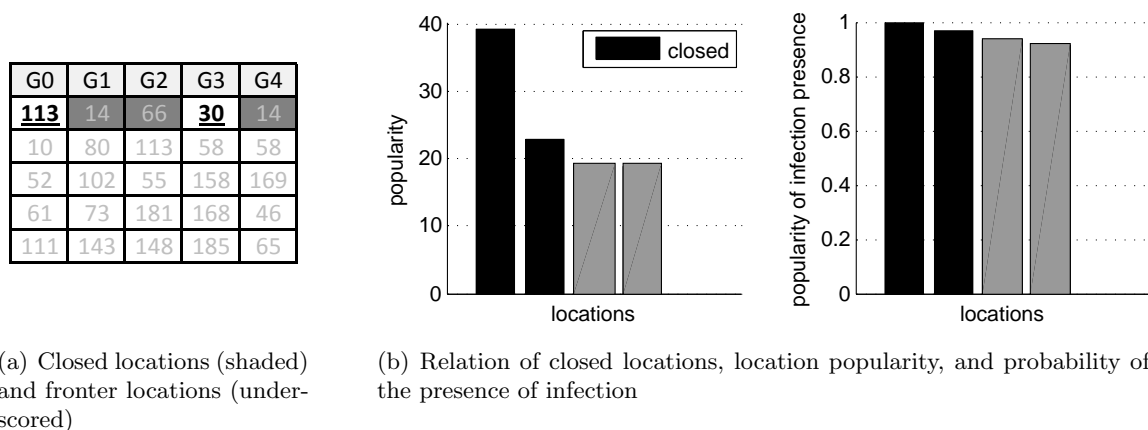 G0 G1 G2 G3 G4
113 14 66 30 14
10 80 113 58 58
52 102 55 158 169
61 73 181 168 46
111 143 148 185 65
(a) Closed locations (shaded)
and fronter locations (under-
scored)
40
30
20
10
0
popularity
closed
locations
1
0.8
0.6
0.4
0.2
0
popularity of infection presence
locations
(b) Relation of closed locations, location popularity, and probability of
the presence of infection